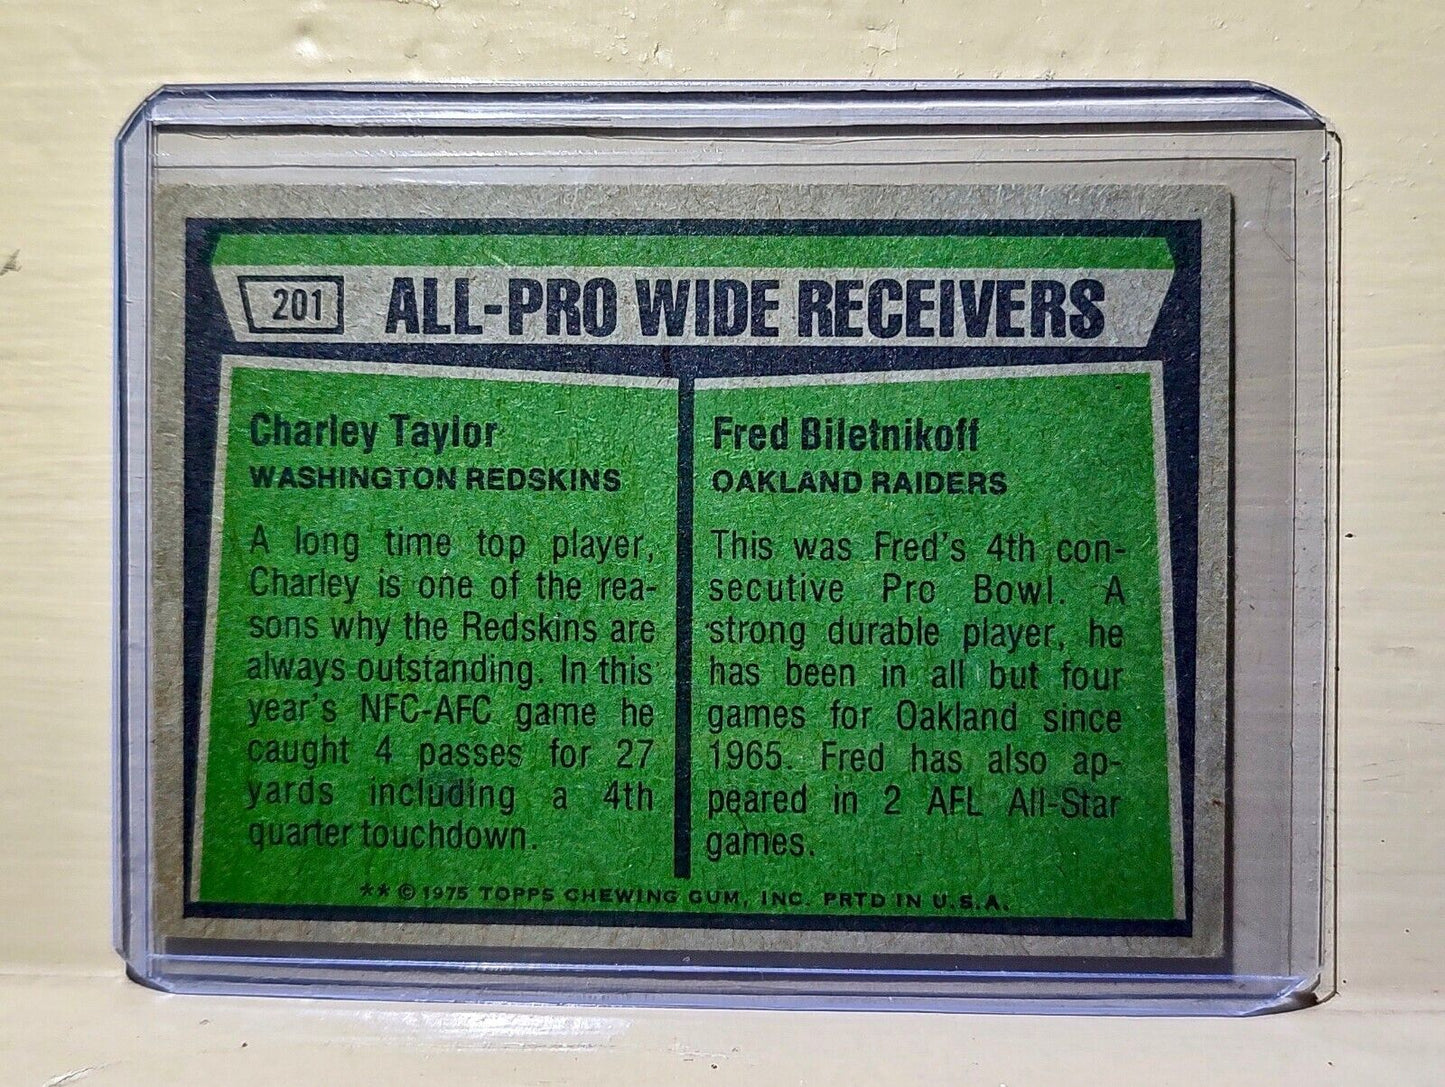 201 ALL-PRO WIDE RECEIVERS
Charley Taylor
WASHINGTON REDSKINS
A long time top player,
Charley is one of the rea-
sons why the Redskins are
always outstanding. In this
year's NFC-AFC game he
caught 4 passes for 27
yards including a 4th
quarter touchdown.
Fred Biletnikoff
OAKLAND RAIDERS
This was Fred's 4th con-
secutive Pro Bowl. A
strong durable player, he
has been in all but four
games for Oakland since
1965. Fred has also ap-
peared in 2 AFL All-Star
games.
** © 1975 TOPPS CHEWING GUM, INC. PRTD IN U.S.A.